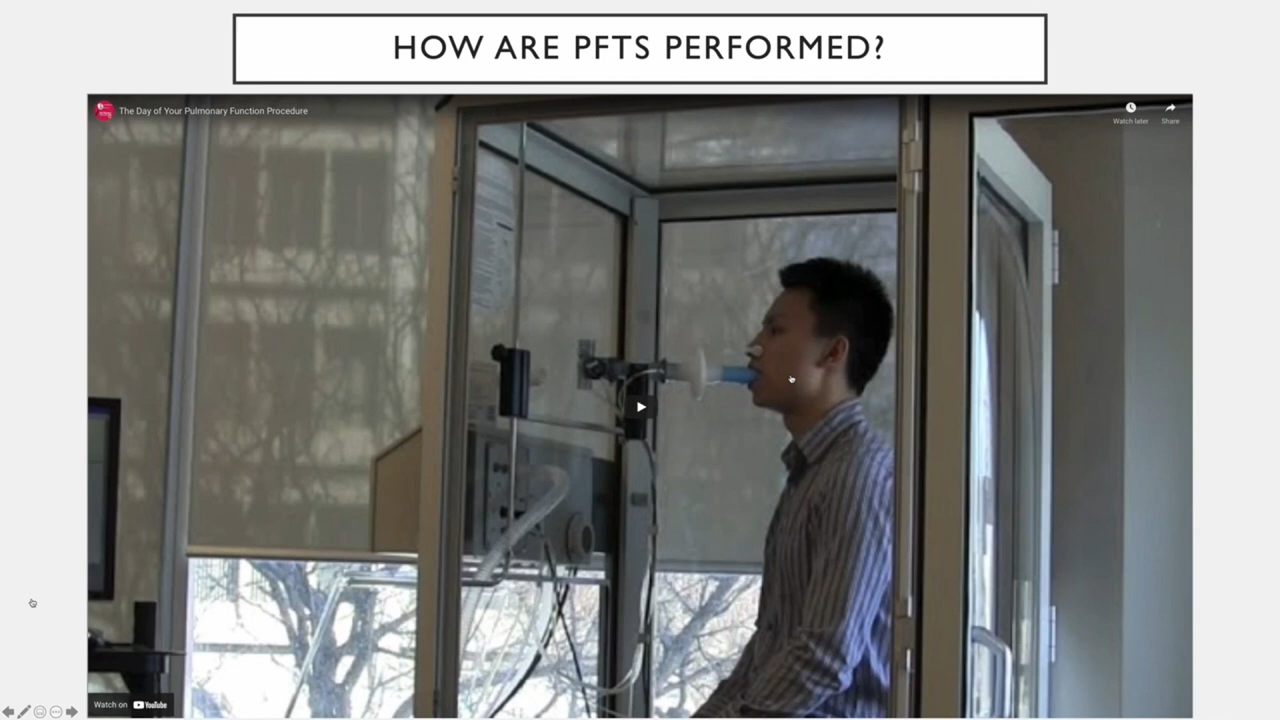 HOW ARE PFTS PERFORMED?
The Day of Your Pulmonary Function Procedure
Watch later
Share
Watch on YouTube